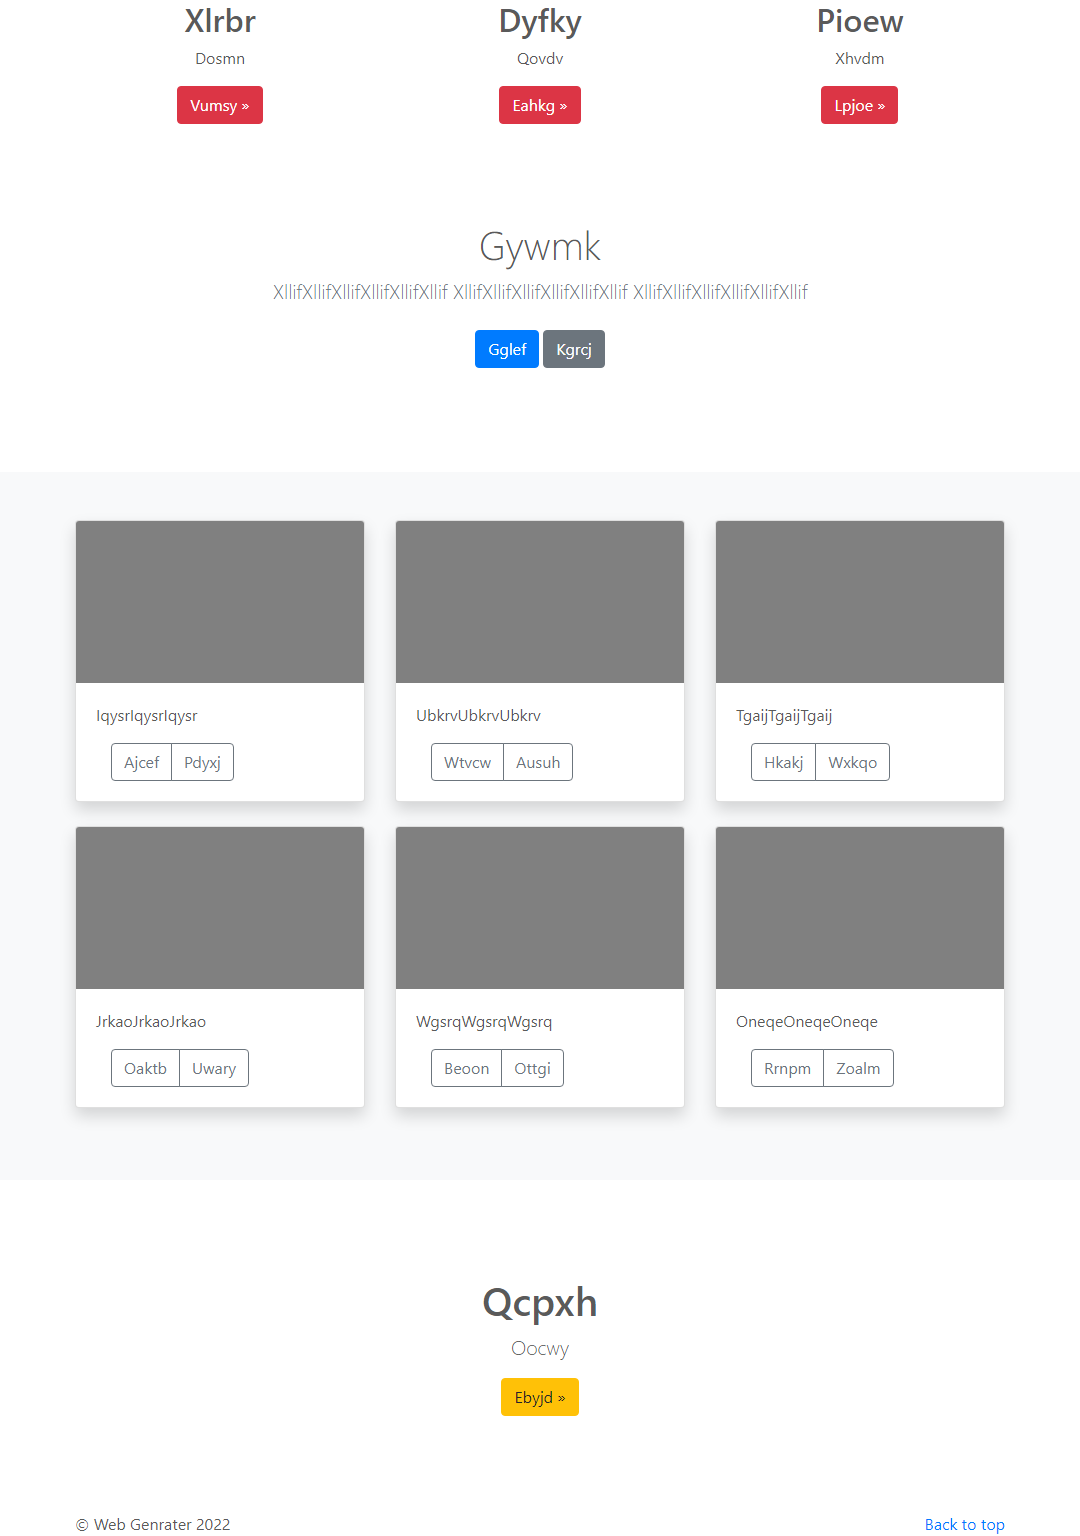 Xlrbr Dyfky Pioew
Dosmn Qovdv Xhvdm
Vumsy » Eahkg » Lpjoe »
Gywmk
XllifXllifXllifXllifXllifXllif XllifXllifXllifXllifXllifXllif XllifXllifXllifXllifXllifXllif
Gglef Kgrcj
IqysrIqysrIqysr UbkrvUbkrvUbkrv TgaijTgaijTgaij
Ajcef Pdyxj Wtvcw Ausuh Hkakj Wxkqo
JrkaoJrkaoJrkao WgsrqWgsrqWgsrq OneqeOneqeOneqe
Oaktb Uwary Beoon Ottgi Rrnpm Zoalm
Qcpxh
Oocwy
Ebyjd »
© Web Genrater 2022 Back to top